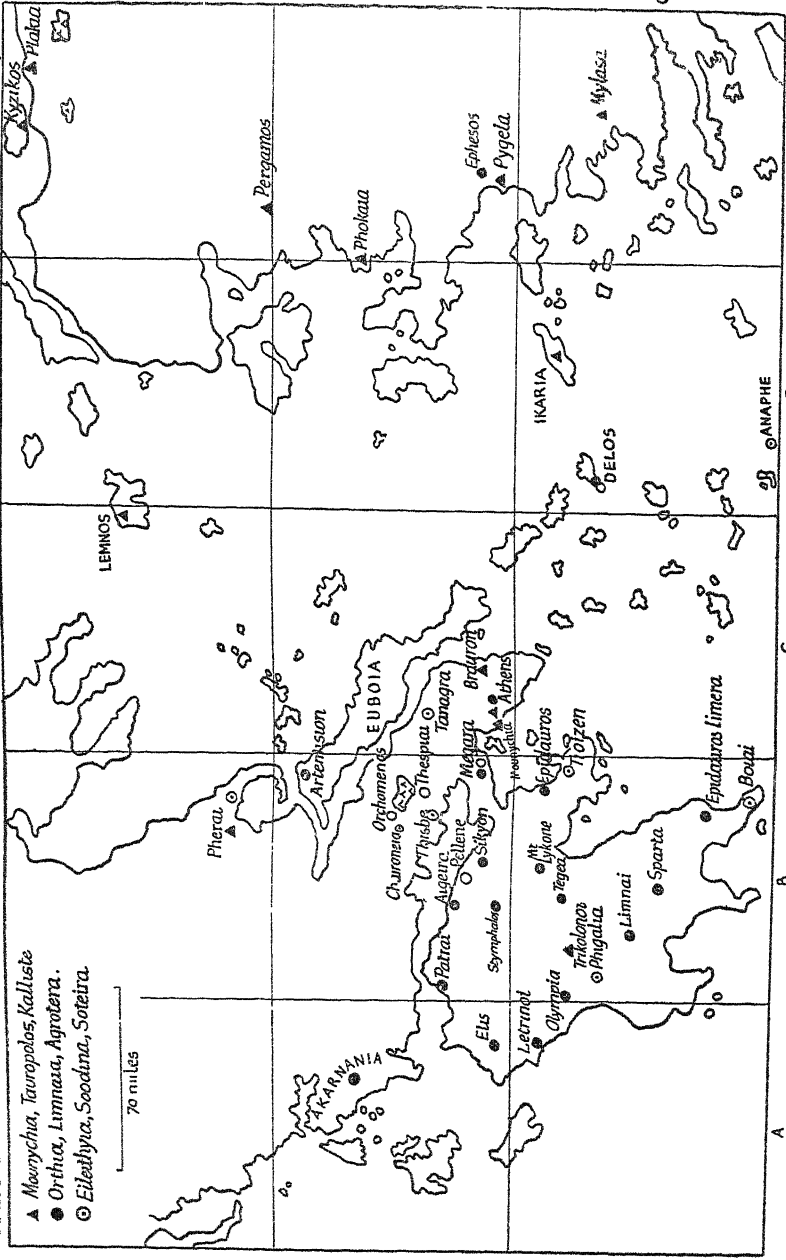 ▲ Mounychia, Tauropolos, Kalliste
● Orthia, Limnaia, Agrotera.
⊙ Eileithyia, Soodina, Soteira
70 miles
Kyzikos
Plakia
Pergamos
Phokaia
Ephesos
Pygela
Mylasa
LEMNOS
IKARIA
DELOS
ANAPHE
Pherai
Artemision
EUBOIA
Orchomenos
Chaironeia
Thisbe
Thespiai
Tanagra
Brauron
Athens
Mounychia
Megara
Aigeira
Pellene
Sikyon
Patrai
Stymphalos
AKARNANIA
Elis
Letrinoi
Olympia
Mt
Lykone
Tegea
Epidauros
Troizen
Trikolonoi
Phigalia
Limnai
Sparta
Epidauros Limera
Boiai
A
B